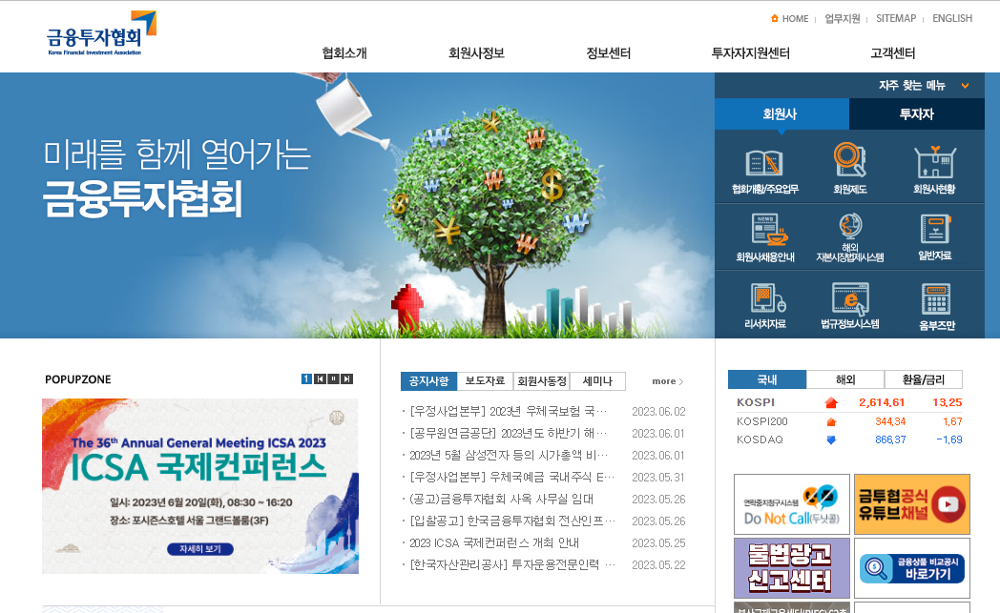 HOME
업무지원
SITEMAP
ENGLISH
금융투자협회
Korea Financial Investment Association
협회소개
회원사정보
정보센터
투자자지원센터
고객센터
미래를 함께 열어가는
금융투자협회
자주 찾는 메뉴
회원사
투자자
협회개황/주요업무
회원제도
회원사현황
NEWS
회원사채용안내
해외
자본시장법제시스템
일반자료
리서치자료
법규정보시스템
옴부즈만
POPUPZONE
1
The 36th Annual General Meeting ICSA 2023
ICSA 국제컨퍼런스
일시: 2023년 6월 20일(화), 08:30 ~ 16:20
장소: 포시즌스호텔 서울 그랜드볼룸(3F)
자세히 보기
공지사항
보도자료
회원사동정
세미나
more
· [우정사업본부] 2023년 우체국보험 국… 2023.06.02
· [공무원연금공단] 2023년도 하반기 해… 2023.06.01
· 2023년 5월 삼성전자 등의 시가총액 비… 2023.06.01
· [우정사업본부] 우체국예금 국내주식 E… 2023.05.31
· (공고)금융투자협회 사옥 사무실 임대 2023.05.26
· [입찰공고] 한국금융투자협회 전산인프… 2023.05.26
· 2023 ICSA 국제컨퍼런스 개최 안내 2023.05.25
· [한국자산관리공사] 투자운용전문인력 … 2023.05.22
국내
해외
환율/금리
KOSPI 2,614,61 13,25
KOSPI200 344,34 1,67
KOSDAQ 866,37 -1,69
연락중지청구시스템
Do Not Call(두낫콜)
금투협공식
유튜브채널
불법광고
신고센터
금융상품 비교공시
바로가기